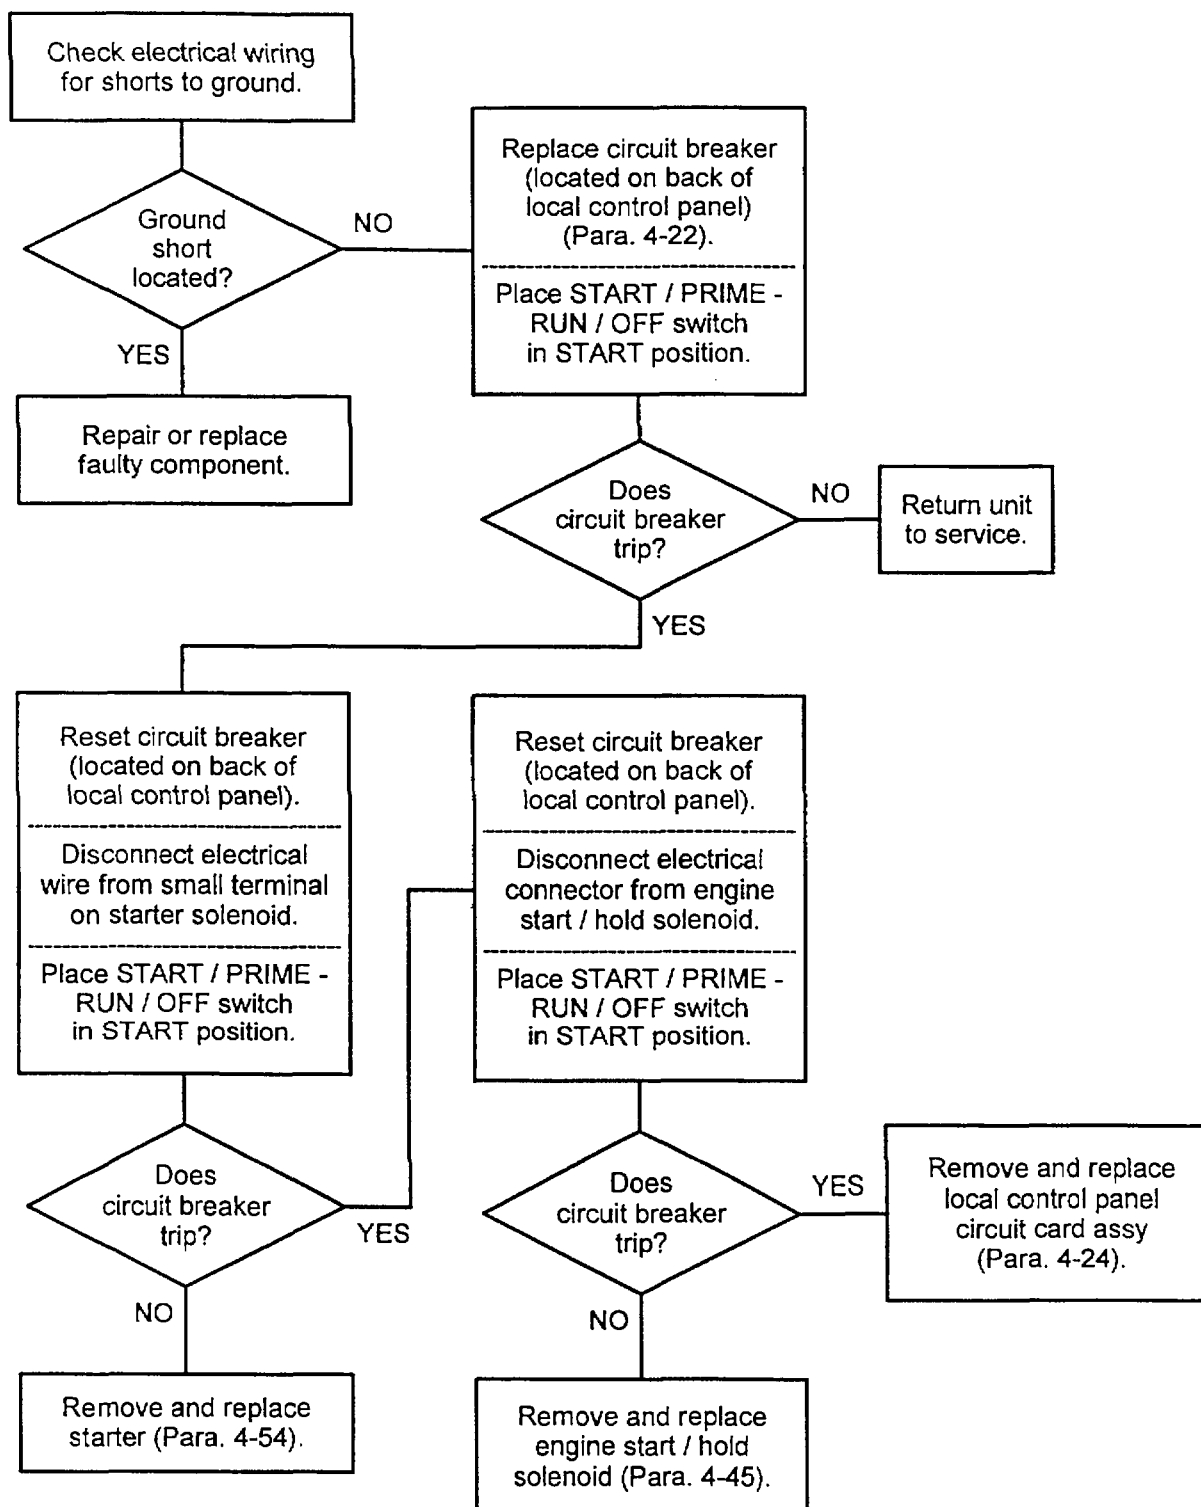 Check electrical wiring
for shorts to ground.
Ground
short
located?
NO
YES
Repair or replace
faulty component.
Replace circuit breaker
(located on back of
local control panel)
(Para. 4-22).
Place START / PRIME -
RUN / OFF switch
in START position.
Does
circuit breaker
trip?
NO
Return unit
to service.
YES
Reset circuit breaker
(located on back of
local control panel).
Disconnect electrical
wire from small terminal
on starter solenoid.
Place START / PRIME -
RUN / OFF switch
in START position.
Does
circuit breaker
trip?
YES
NO
Remove and replace
starter (Para. 4-54).
Reset circuit breaker
(located on back of
local control panel).
Disconnect electrical
connector from engine
start / hold solenoid.
Place START / PRIME -
RUN / OFF switch
in START position.
Does
circuit breaker
trip?
YES
Remove and replace
local control panel
circuit card assy
(Para. 4-24).
NO
Remove and replace
engine start / hold
solenoid (Para. 4-45).